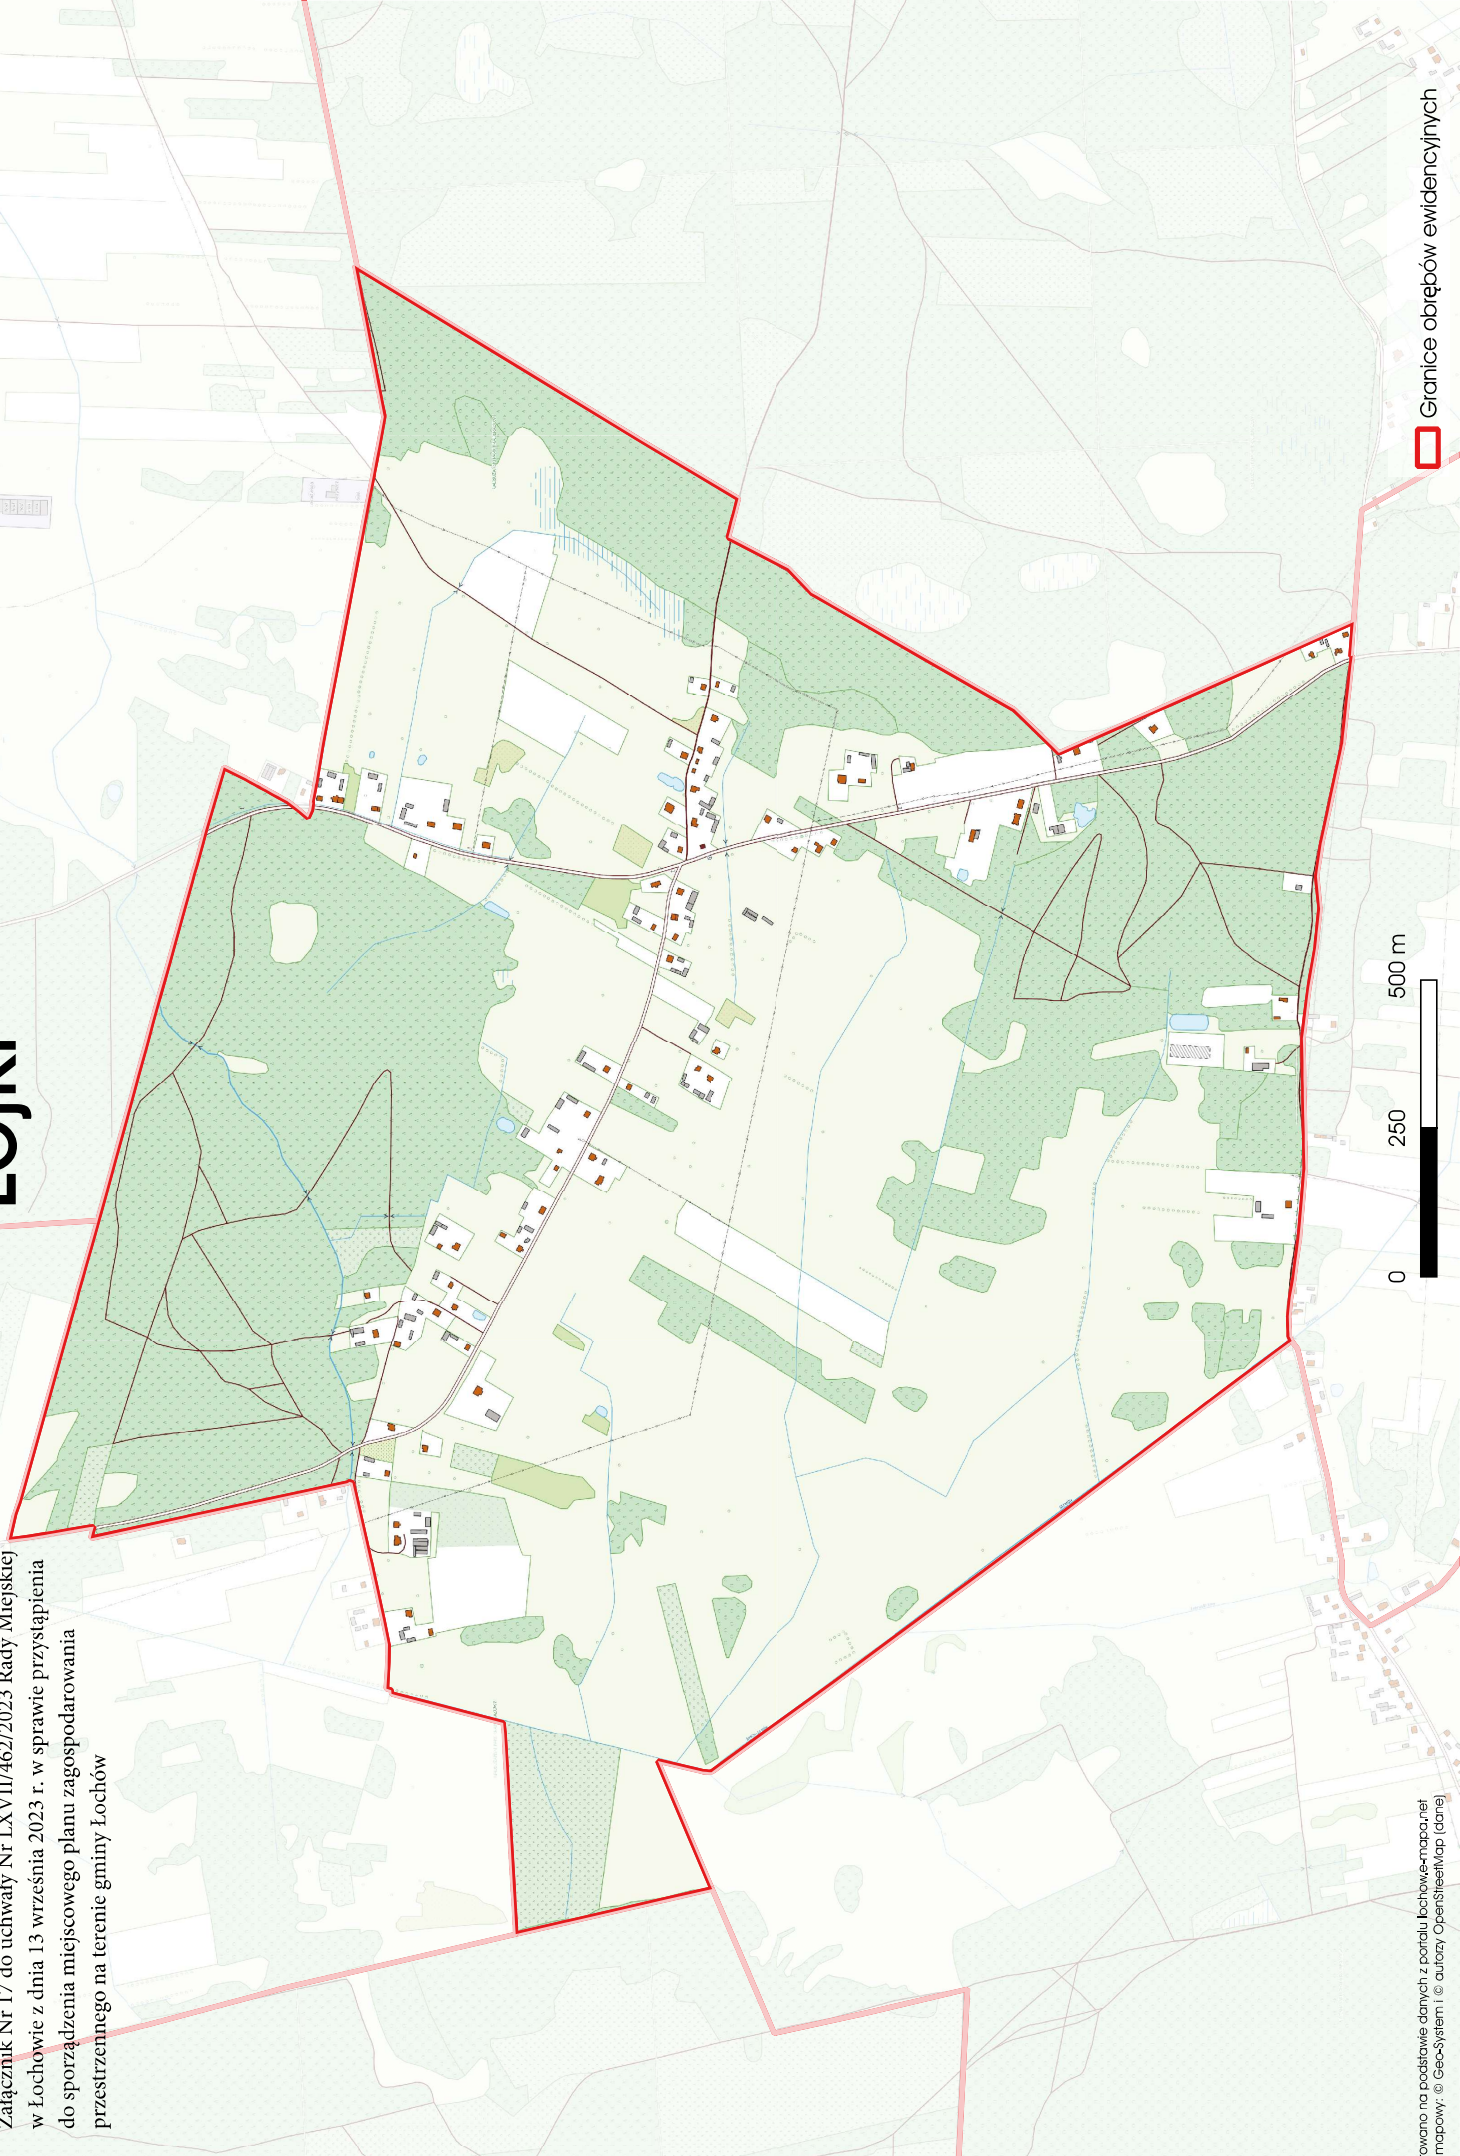 ŁOJKI
Załącznik Nr 17 do uchwały Nr LXVII/462/2023 Rady Miejskiej
w Łochowie z dnia 13 września 2023 r. w sprawie przystąpienia
do sporządzenia miejscowego planu zagospodarowania
przestrzennego na terenie gminy Łochów
Granice obrębów ewidencyjnych
0 250 500 m
owano na podstawie danych z portalu lochow.e-mapa.net
mapowy: © Geo-System i © autorzy OpenStreetMap (dane)